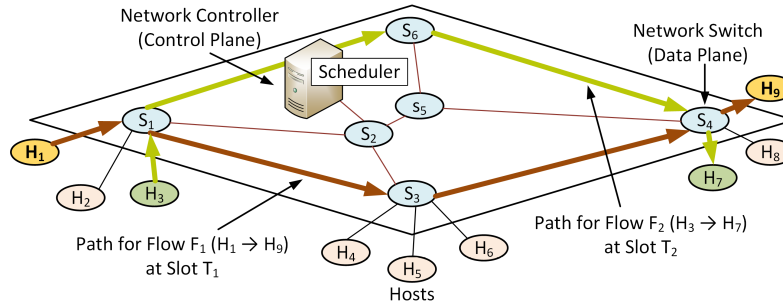 Network Controller
(Control Plane)
S₆
Network Switch
(Data Plane)
Scheduler
H₉
S₁
S₂
S₅
S₄
H₁
H₈
H₂
H₃
S₃
H₇
Path for Flow F₁ (H₁ → H₉)
at Slot T₁
H₄
H₅
H₆
Hosts
Path for Flow F₂ (H₃ → H₇)
at Slot T₂